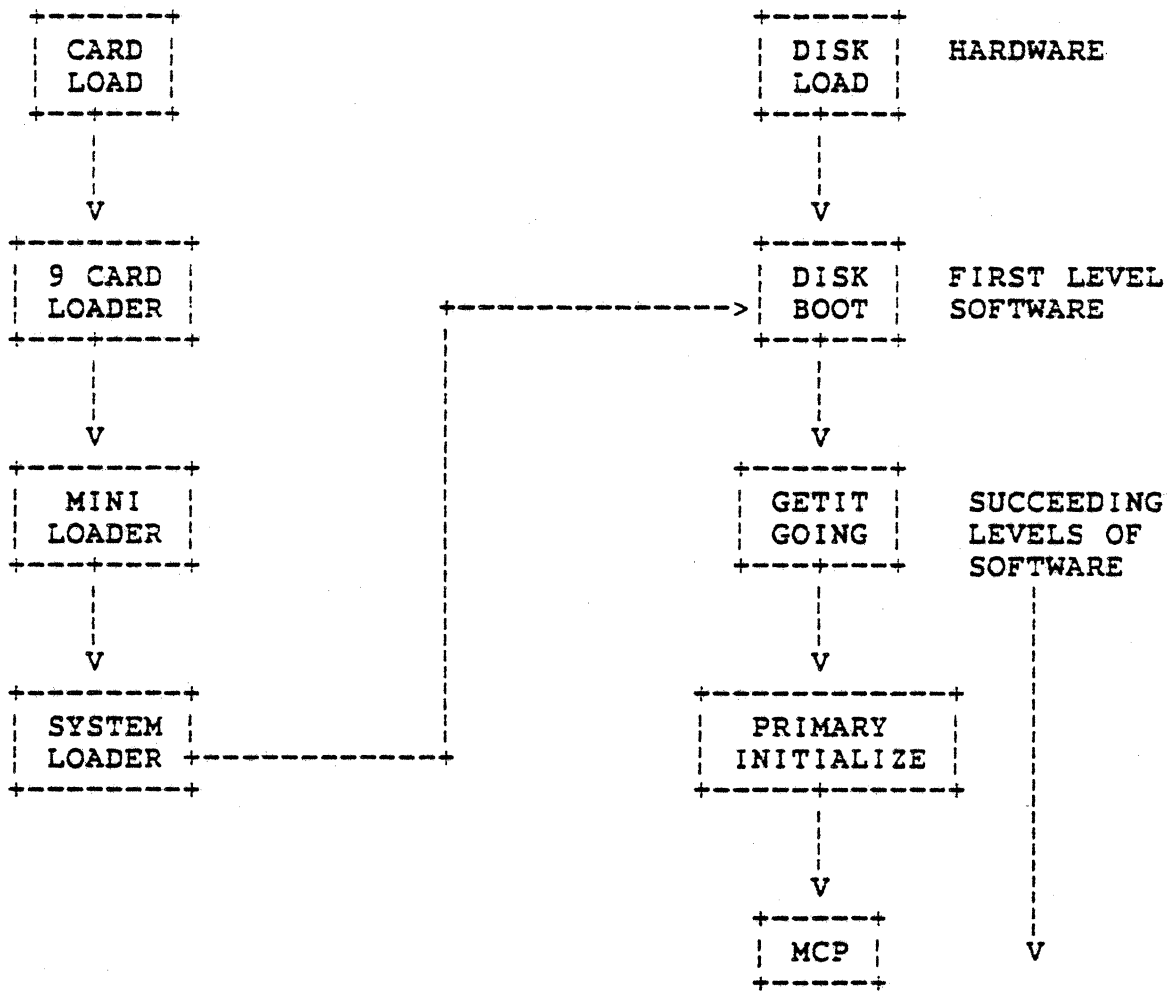 CARD
LOAD
DISK
LOAD
HARDWARE
9 CARD
LOADER
DISK
BOOT
FIRST LEVEL
SOFTWARE
MINI
LOADER
GETIT
GOING
SUCCEEDING
LEVELS OF
SOFTWARE
SYSTEM
LOADER
PRIMARY
INITIALIZE
MCP